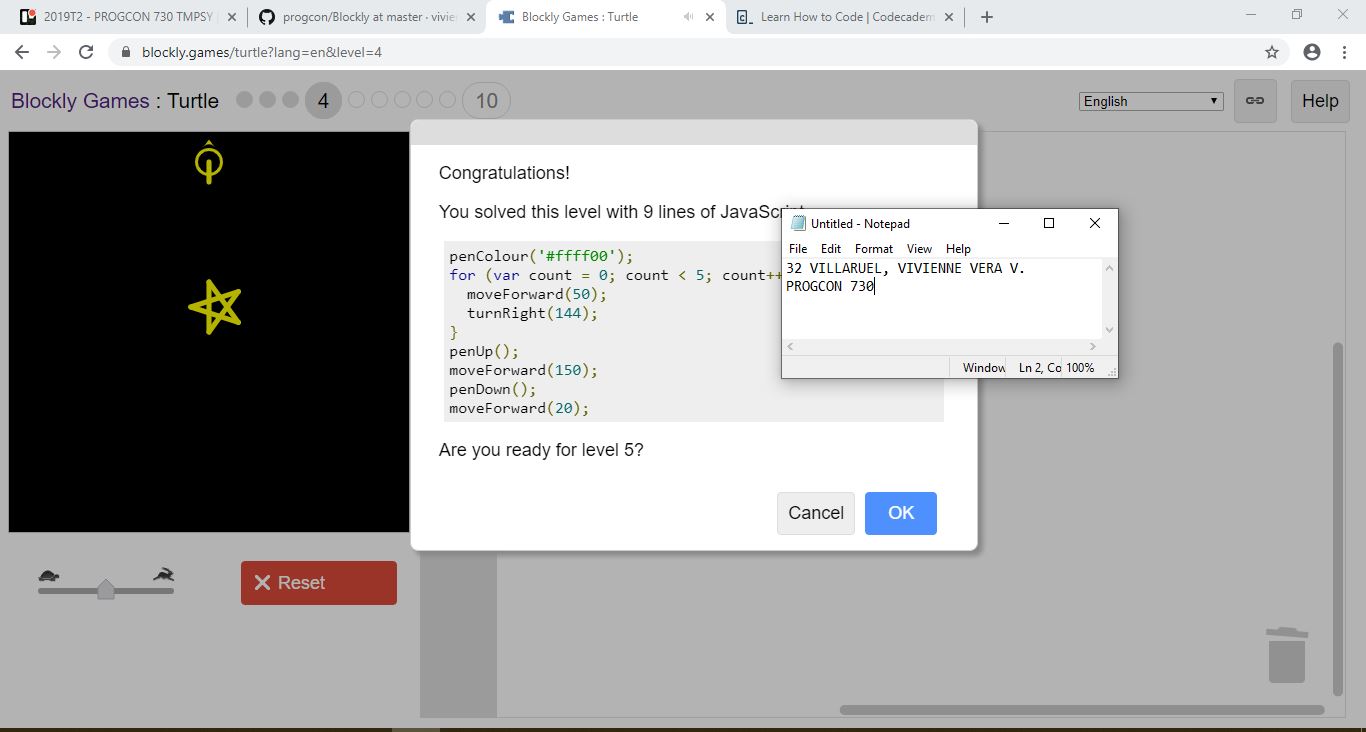 2019T2 - PROGCON 730 TMPSY
progcon/Blockly at master · vivie
Blockly Games : Turtle
Learn How to Code | Codecadem
blockly.games/turtle?lang=en&level=4
Blockly Games : Turtle
4
10
English
Help
Congratulations!
You solved this level with 9 lines of JavaScript
penColour('#ffff00');
for (var count = 0; count < 5; count++
moveForward(50);
turnRight(144);
}
penUp();
moveForward(150);
penDown();
moveForward(20);
Are you ready for level 5?
Cancel
OK
Untitled - Notepad
File Edit Format View Help
32 VILLARUEL, VIVIENNE VERA V.
PROGCON 730
Window Ln 2, Co 100%
Reset